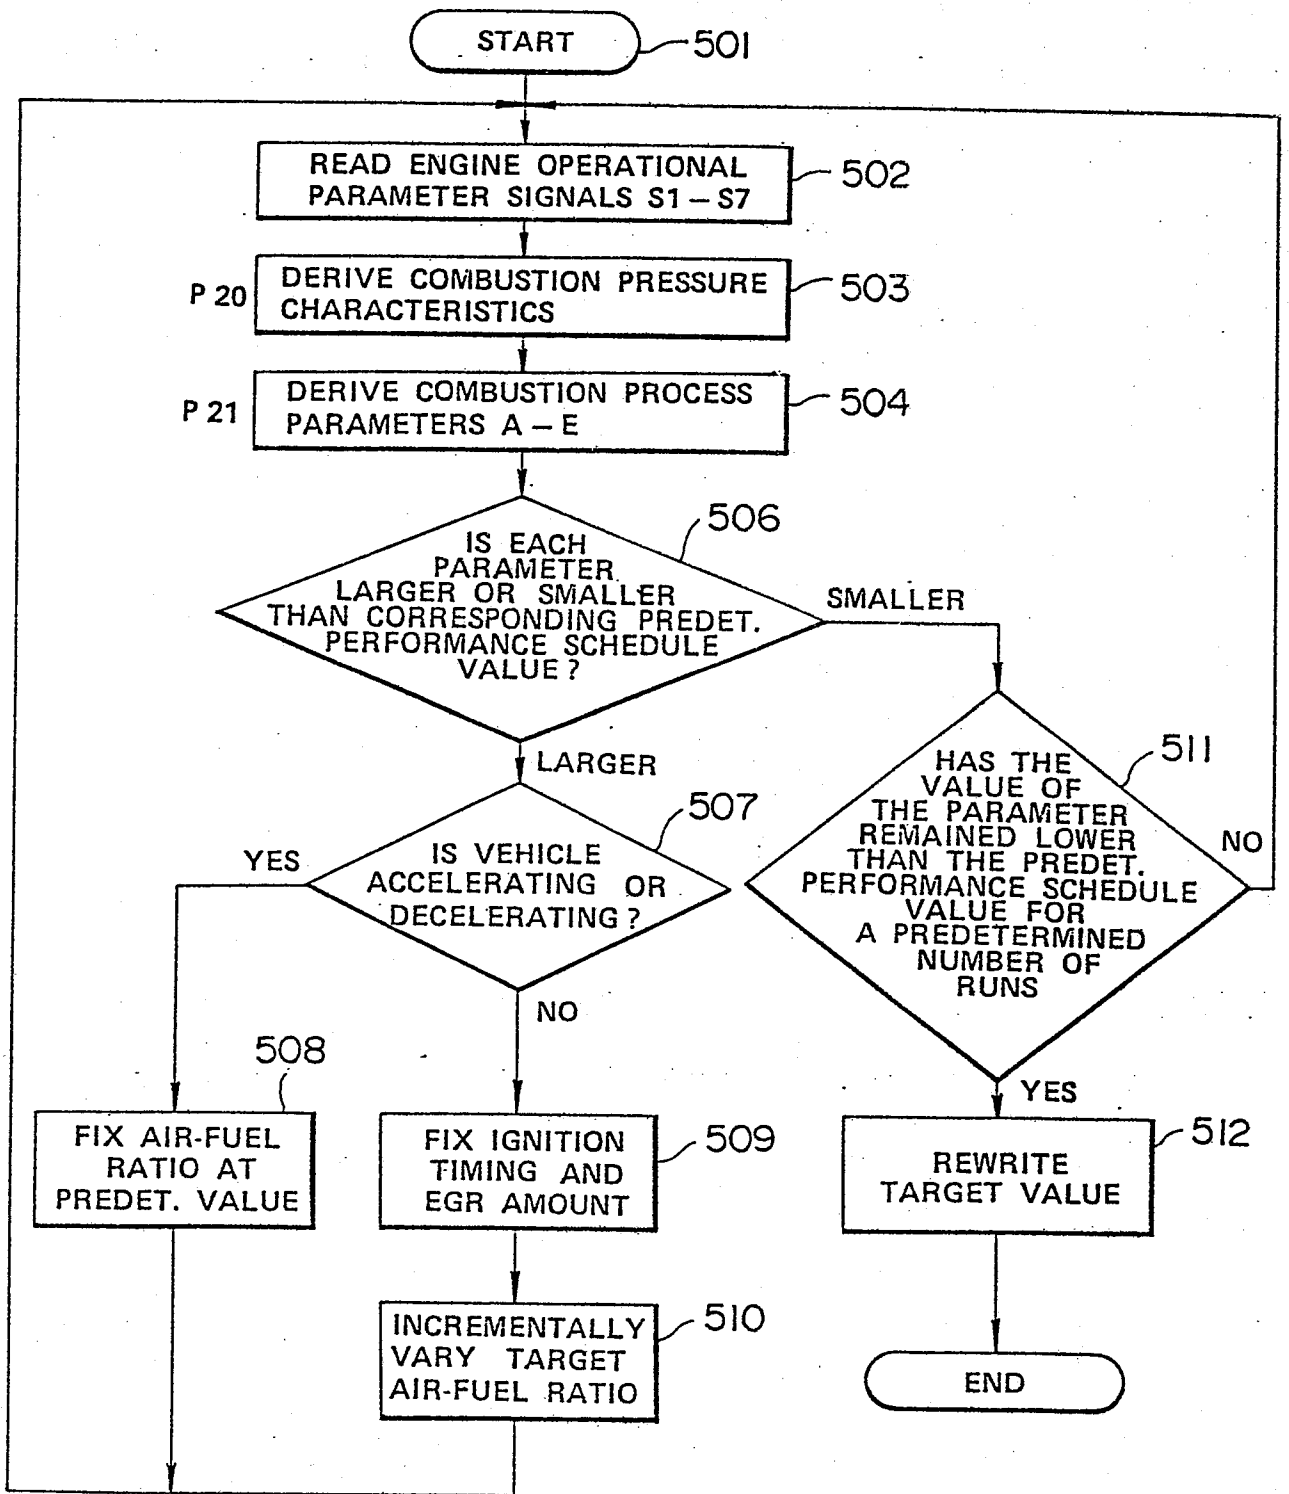 START
501
READ ENGINE OPERATIONAL
PARAMETER SIGNALS S1 – S7
502
P 20
DERIVE COMBUSTION PRESSURE
CHARACTERISTICS
503
P 21
DERIVE COMBUSTION PROCESS
PARAMETERS A – E
504
506
IS EACH
PARAMETER
LARGER OR SMALLER
THAN CORRESPONDING PREDET.
PERFORMANCE SCHEDULE
VALUE ?
SMALLER
LARGER
507
IS VEHICLE
ACCELERATING OR
DECELERATING ?
YES
NO
511
HAS THE
VALUE OF
THE PARAMETER
REMAINED LOWER
THAN THE PREDET.
PERFORMANCE SCHEDULE
VALUE FOR
A PREDETERMINED
NUMBER OF
RUNS
NO
YES
508
FIX AIR-FUEL
RATIO AT
PREDET. VALUE
FIX IGNITION
TIMING AND
EGR AMOUNT
509
REWRITE
TARGET VALUE
512
INCREMENTALLY
VARY TARGET
AIR-FUEL RATIO
510
END